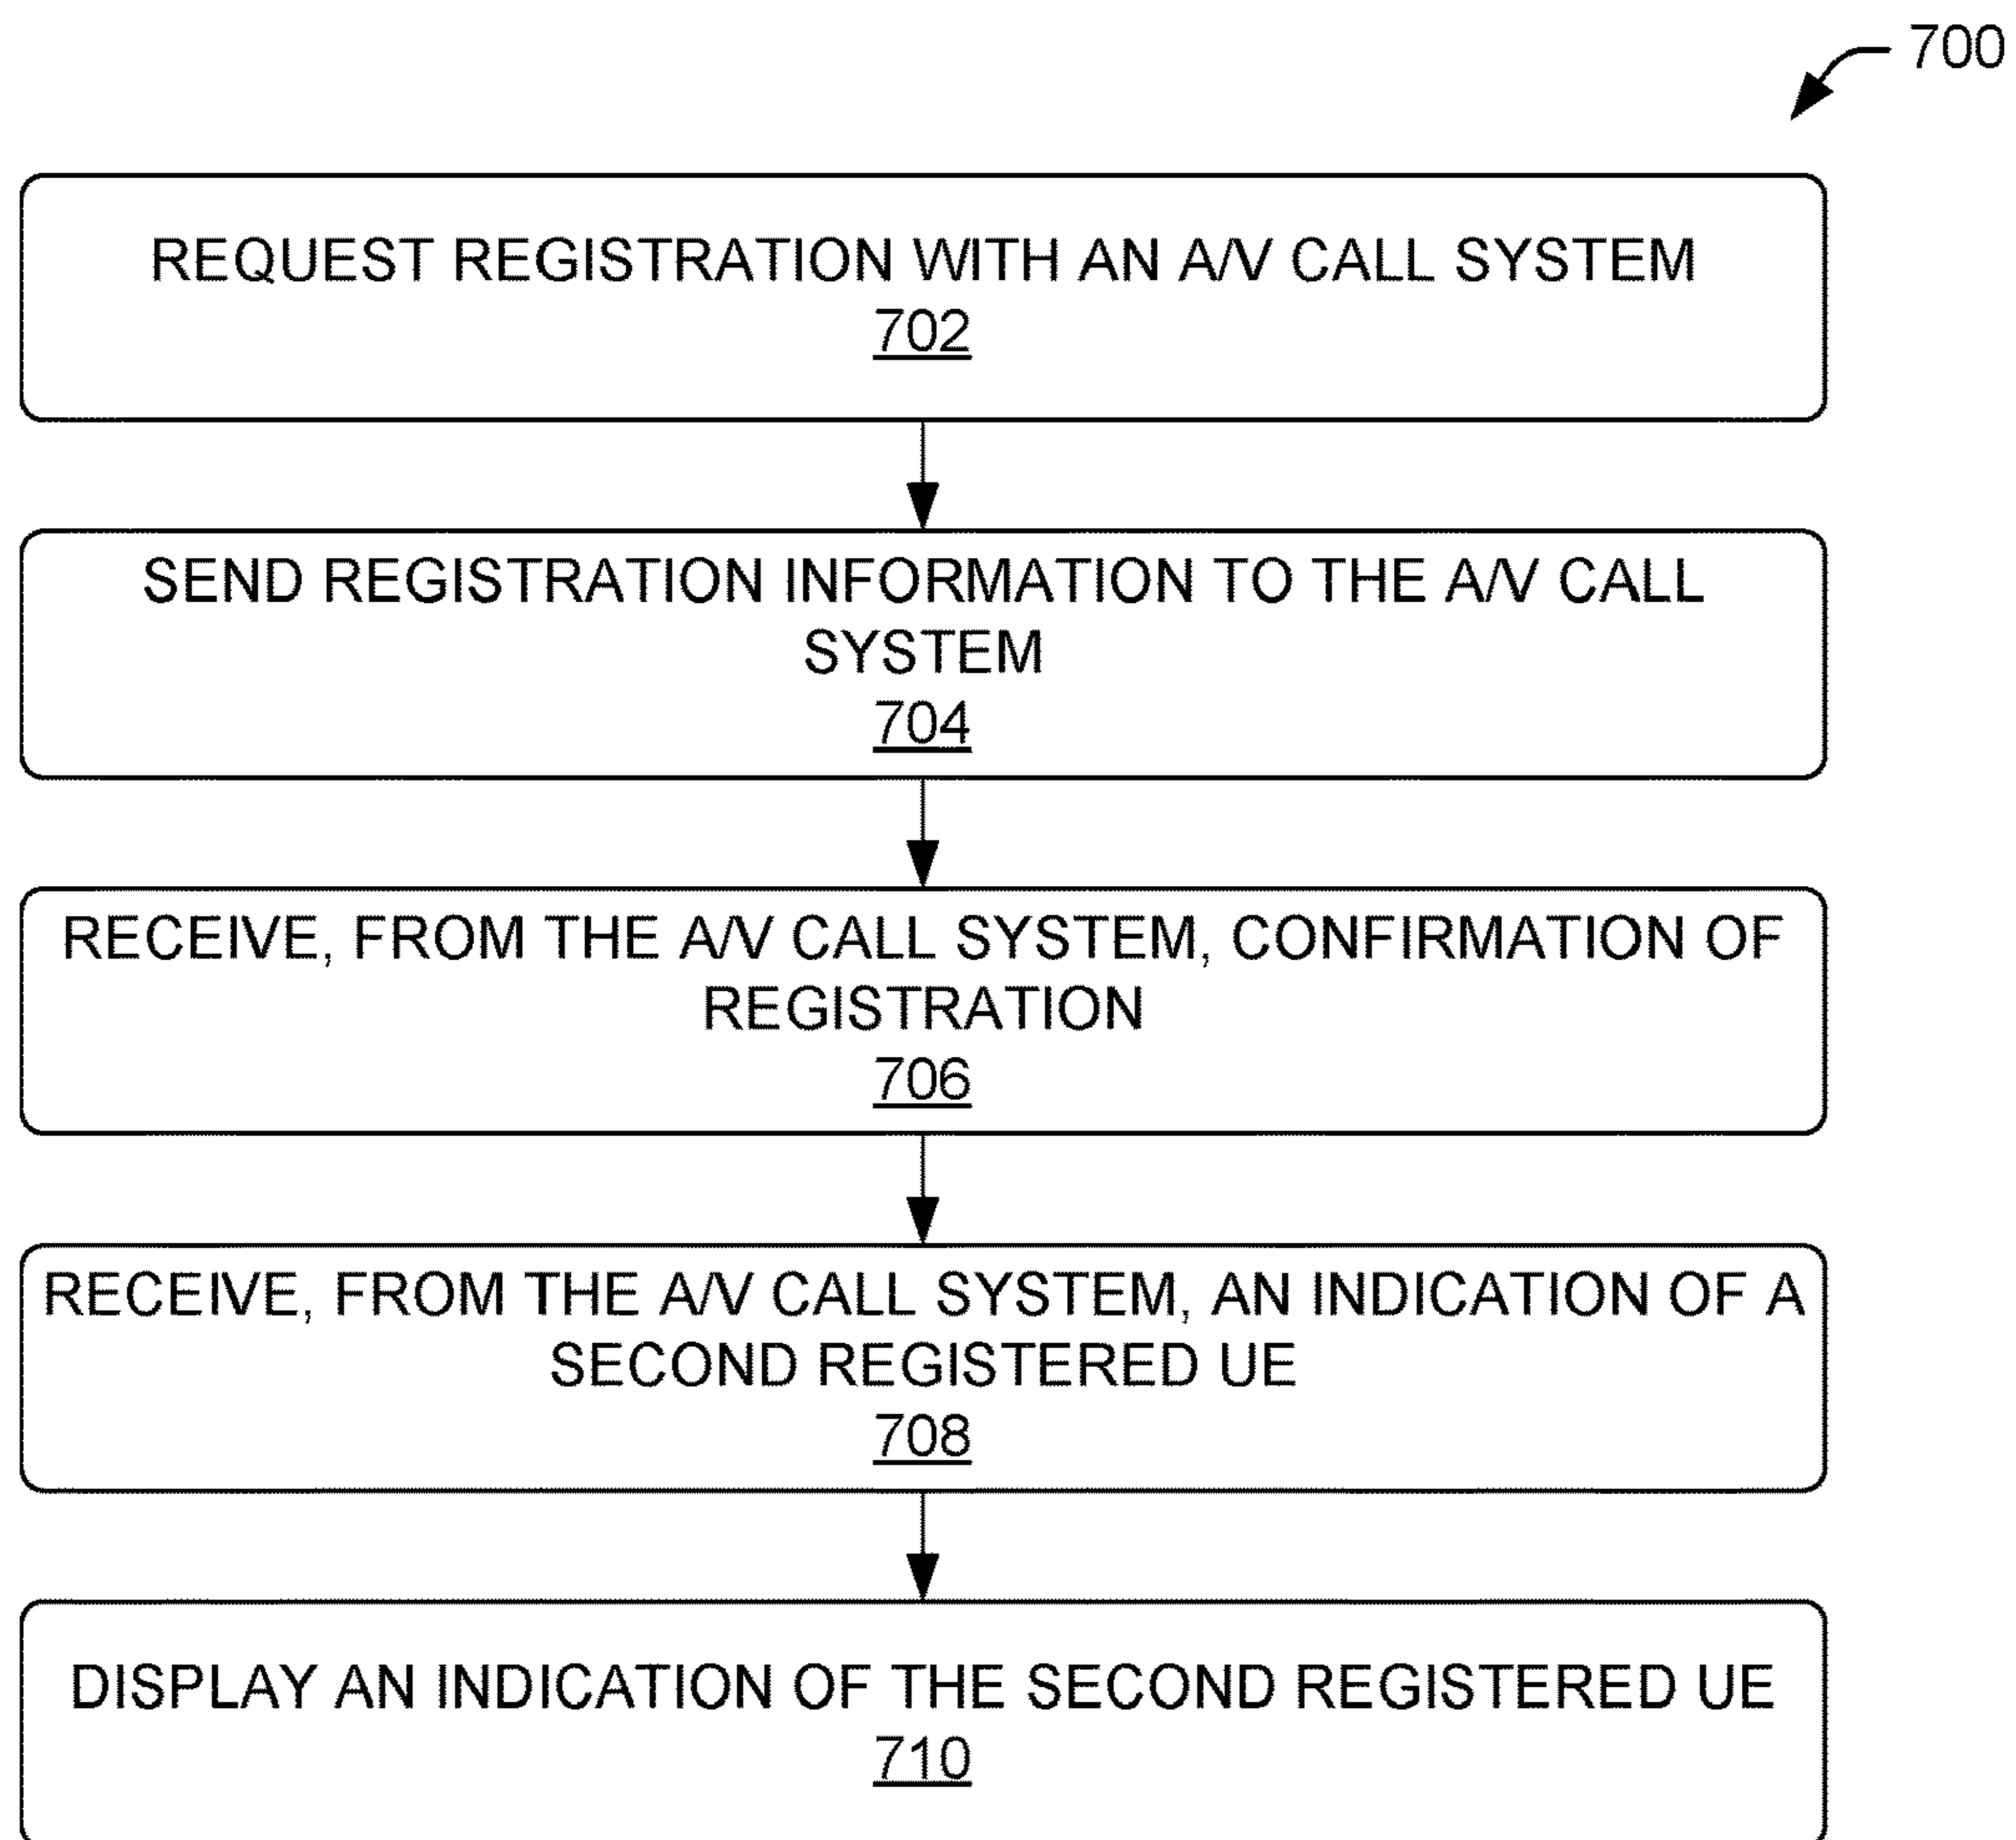 700
REQUEST REGISTRATION WITH AN A/V CALL SYSTEM
702
SEND REGISTRATION INFORMATION TO THE A/V CALL
SYSTEM
704
RECEIVE, FROM THE A/V CALL SYSTEM, CONFIRMATION OF
REGISTRATION
706
RECEIVE, FROM THE A/V CALL SYSTEM, AN INDICATION OF A
SECOND REGISTERED UE
708
DISPLAY AN INDICATION OF THE SECOND REGISTERED UE
710